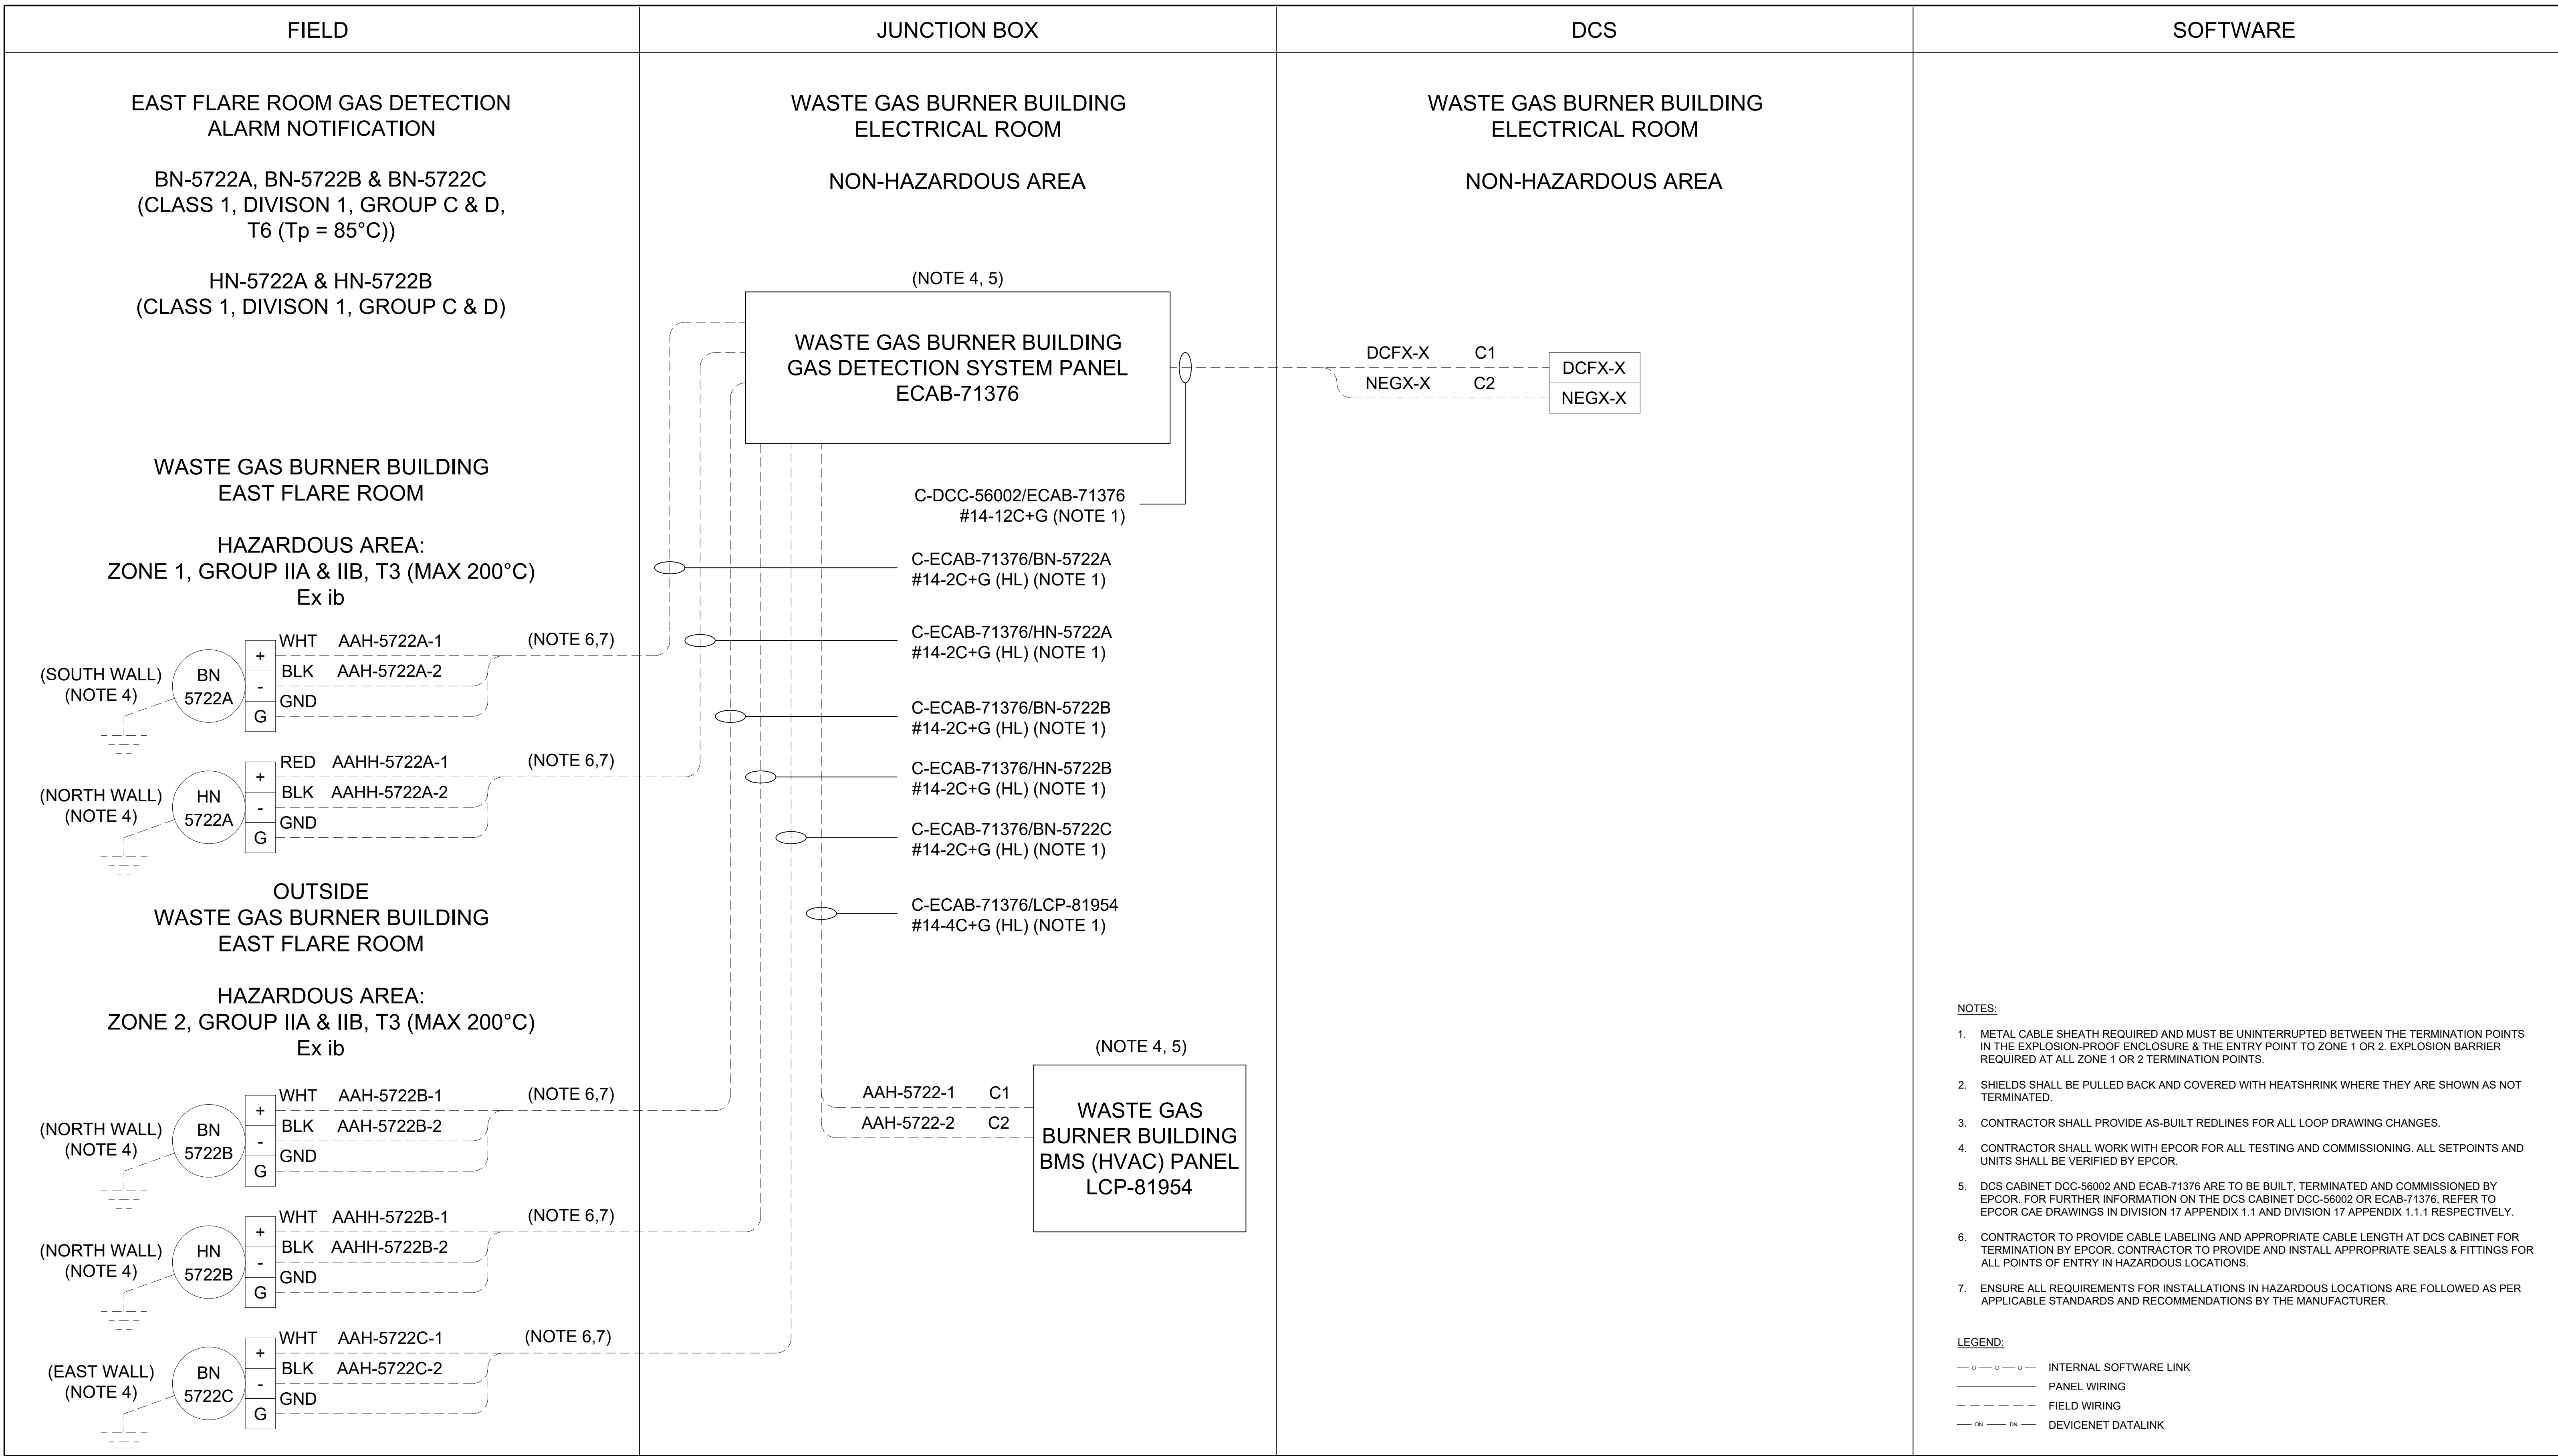 FIELD
JUNCTION BOX
DCS
SOFTWARE
EAST FLARE ROOM GAS DETECTION
ALARM NOTIFICATION
BN-5722A, BN-5722B & BN-5722C
(CLASS 1, DIVISON 1, GROUP C & D,
T6 (Tp = 85°C))
HN-5722A & HN-5722B
(CLASS 1, DIVISON 1, GROUP C & D)
WASTE GAS BURNER BUILDING
EAST FLARE ROOM
HAZARDOUS AREA:
ZONE 1, GROUP IIA & IIB, T3 (MAX 200°C)
Ex ib
(SOUTH WALL)
(NOTE 4)
BN
5722A
+
-
G
WHT AAH-5722A-1
BLK AAH-5722A-2
GND
(NOTE 6,7)
(NORTH WALL)
(NOTE 4)
HN
5722A
+
-
G
RED AAHH-5722A-1
BLK AAHH-5722A-2
GND
(NOTE 6,7)
OUTSIDE
WASTE GAS BURNER BUILDING
EAST FLARE ROOM
HAZARDOUS AREA:
ZONE 2, GROUP IIA & IIB, T3 (MAX 200°C)
Ex ib
(NORTH WALL)
(NOTE 4)
BN
5722B
+
-
G
WHT AAH-5722B-1
BLK AAH-5722B-2
GND
(NOTE 6,7)
(NORTH WALL)
(NOTE 4)
HN
5722B
+
-
G
WHT AAHH-5722B-1
BLK AAHH-5722B-2
GND
(NOTE 6,7)
(EAST WALL)
(NOTE 4)
BN
5722C
+
-
G
WHT AAH-5722C-1
BLK AAH-5722C-2
GND
(NOTE 6,7)
WASTE GAS BURNER BUILDING
ELECTRICAL ROOM
NON-HAZARDOUS AREA
(NOTE 4, 5)
WASTE GAS BURNER BUILDING
GAS DETECTION SYSTEM PANEL
ECAB-71376
C-DCC-56002/ECAB-71376
#14-12C+G (NOTE 1)
C-ECAB-71376/BN-5722A
#14-2C+G (HL) (NOTE 1)
C-ECAB-71376/HN-5722A
#14-2C+G (HL) (NOTE 1)
C-ECAB-71376/BN-5722B
#14-2C+G (HL) (NOTE 1)
C-ECAB-71376/HN-5722B
#14-2C+G (HL) (NOTE 1)
C-ECAB-71376/BN-5722C
#14-2C+G (HL) (NOTE 1)
C-ECAB-71376/LCP-81954
#14-4C+G (HL) (NOTE 1)
(NOTE 4, 5)
AAH-5722-1 C1
AAH-5722-2 C2
WASTE GAS
BURNER BUILDING
BMS (HVAC) PANEL
LCP-81954
WASTE GAS BURNER BUILDING
ELECTRICAL ROOM
NON-HAZARDOUS AREA
DCFX-X C1
DCFX-X
NEGX-X C2
NEGX-X
NOTES:
1. METAL CABLE SHEATH REQUIRED AND MUST BE UNINTERRUPTED BETWEEN THE TERMINATION POINTS
IN THE EXPLOSION-PROOF ENCLOSURE & THE ENTRY POINT TO ZONE 1 OR 2. EXPLOSION BARRIER
REQUIRED AT ALL ZONE 1 OR 2 TERMINATION POINTS.
2. SHIELDS SHALL BE PULLED BACK AND COVERED WITH HEATSHRINK WHERE THEY ARE SHOWN AS NOT
TERMINATED.
3. CONTRACTOR SHALL PROVIDE AS-BUILT REDLINES FOR ALL LOOP DRAWING CHANGES.
4. CONTRACTOR SHALL WORK WITH EPCOR FOR ALL TESTING AND COMMISSIONING. ALL SETPOINTS AND
UNITS SHALL BE VERIFIED BY EPCOR.
5. DCS CABINET DCC-56002 AND ECAB-71376 ARE TO BE BUILT, TERMINATED AND COMMISSIONED BY
EPCOR. FOR FURTHER INFORMATION ON THE DCS CABINET DCC-56002 OR ECAB-71376, REFER TO
EPCOR CAE DRAWINGS IN DIVISION 17 APPENDIX 1.1 AND DIVISION 17 APPENDIX 1.1.1 RESPECTIVELY.
6. CONTRACTOR TO PROVIDE CABLE LABELING AND APPROPRIATE CABLE LENGTH AT DCS CABINET FOR
TERMINATION BY EPCOR. CONTRACTOR TO PROVIDE AND INSTALL APPROPRIATE SEALS & FITTINGS FOR
ALL POINTS OF ENTRY IN HAZARDOUS LOCATIONS.
7. ENSURE ALL REQUIREMENTS FOR INSTALLATIONS IN HAZARDOUS LOCATIONS ARE FOLLOWED AS PER
APPLICABLE STANDARDS AND RECOMMENDATIONS BY THE MANUFACTURER.
LEGEND:
INTERNAL SOFTWARE LINK
PANEL WIRING
FIELD WIRING
DN DN DEVICENET DATALINK